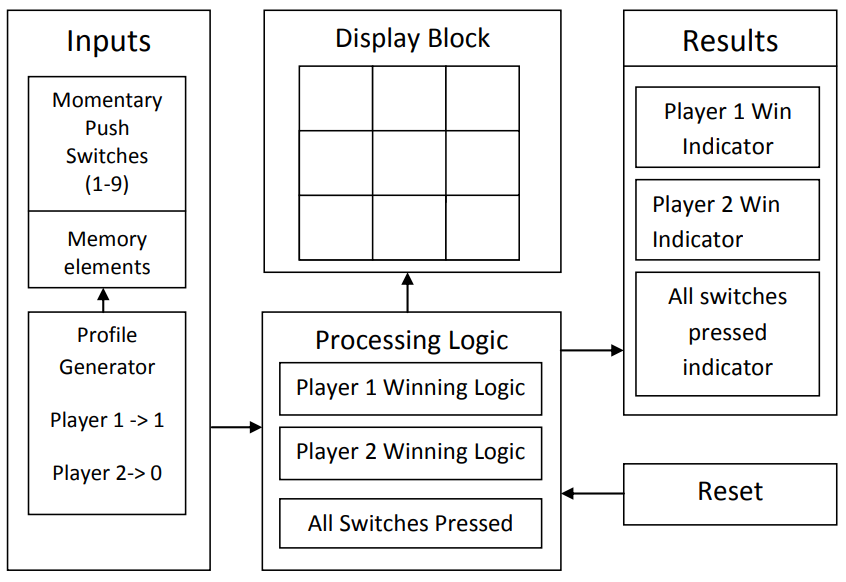 Inputs
Momentary
Push
Switches
(1-9)
Memory
elements
Profile
Generator
Player 1 -> 1
Player 2-> 0
Display Block
Processing Logic
Player 1 Winning Logic
Player 2 Winning Logic
All Switches Pressed
Results
Player 1 Win
Indicator
Player 2 Win
Indicator
All switches
pressed
indicator
Reset